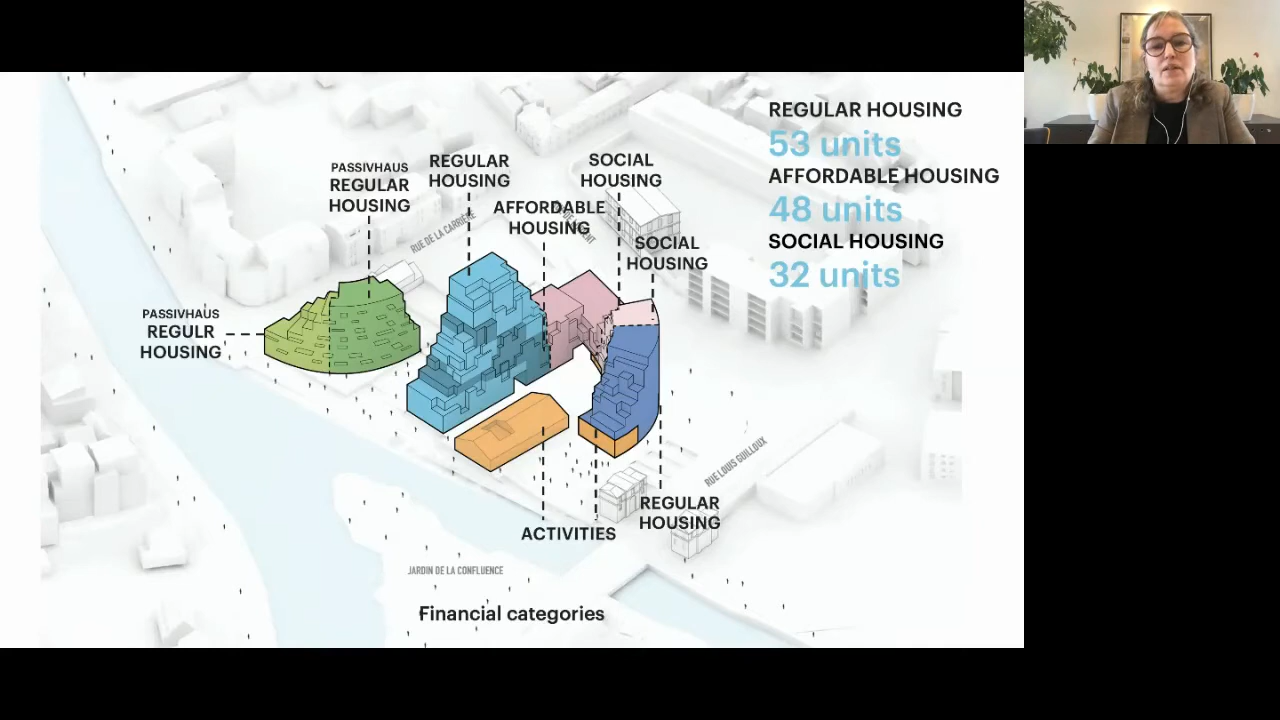 REGULAR HOUSING
53 units
AFFORDABLE HOUSING
48 units
SOCIAL HOUSING
32 units
PASSIVHAUS
REGULAR
HOUSING
REGULAR
HOUSING
SOCIAL
HOUSING
AFFORDABLE
HOUSING
SOCIAL
HOUSING
RUE DE LA CARRIÈRE
PASSIVHAUS
REGULR
HOUSING
RUE LOUIS GUILLOUX
REGULAR
HOUSING
ACTIVITIES
JARDIN DE LA CONFLUENCE
Financial categories